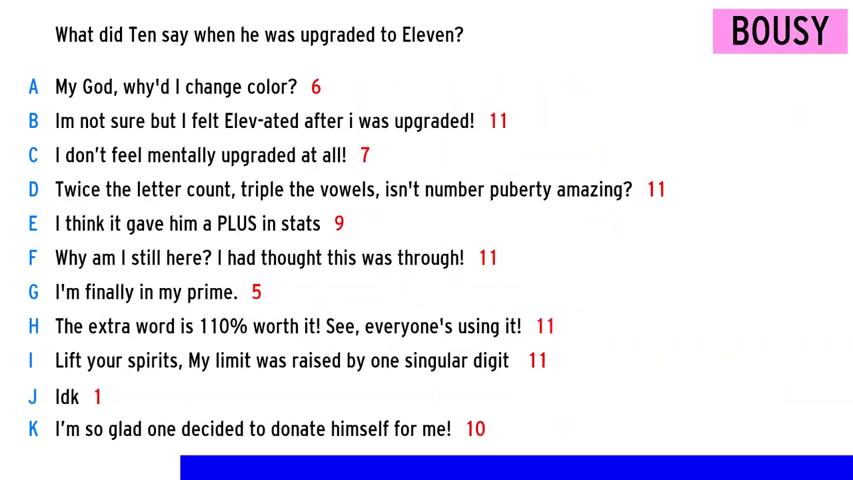 What did Ten say when he was upgraded to Eleven?
BOUSY
A My God, why'd I change color? 6
B Im not sure but I felt Elev-ated after i was upgraded! 11
C I don’t feel mentally upgraded at all! 7
D Twice the letter count, triple the vowels, isn't number puberty amazing? 11
E I think it gave him a PLUS in stats 9
F Why am I still here? I had thought this was through! 11
G I'm finally in my prime. 5
H The extra word is 110% worth it! See, everyone's using it! 11
I Lift your spirits, My limit was raised by one singular digit 11
J Idk 1
K I’m so glad one decided to donate himself for me! 10